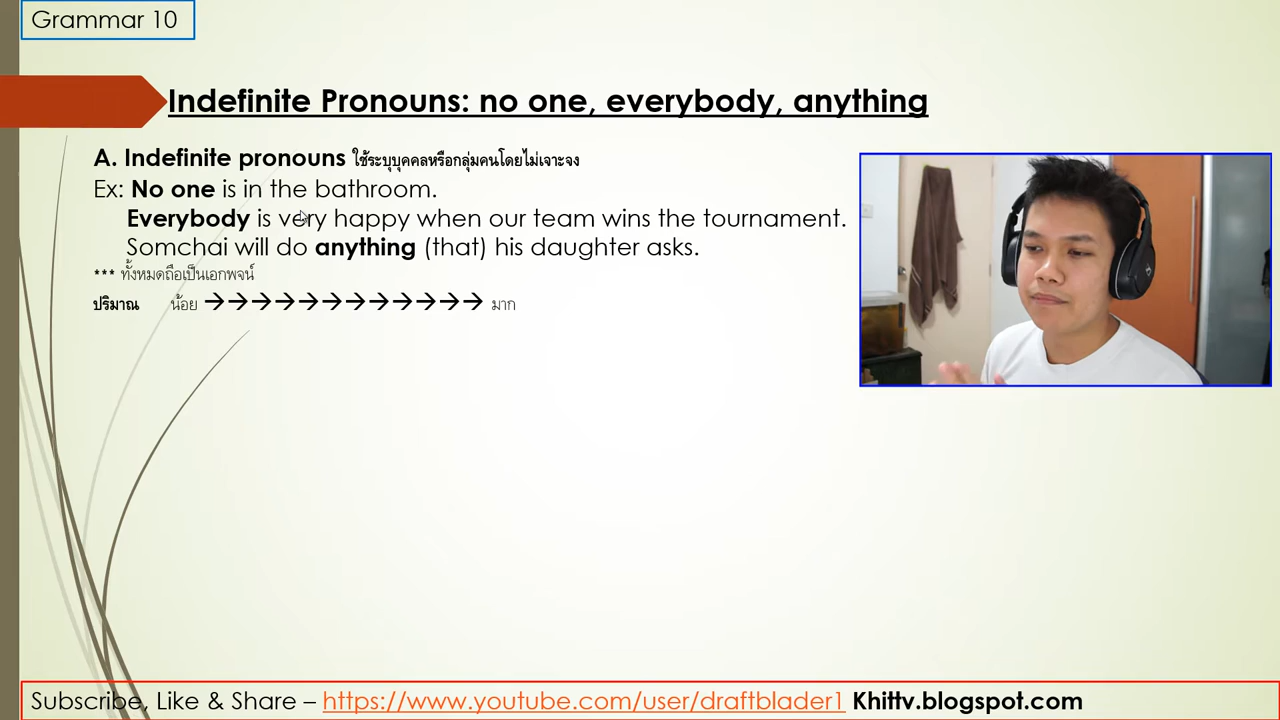 Grammar 10
Indefinite Pronouns: no one, everybody, anything
A. Indefinite pronouns ใช้ระบุบุคคลหรือกลุ่มคนโดยไม่เจาะจง
Ex: No one is in the bathroom.
Everybody is very happy when our team wins the tournament.
Somchai will do anything (that) his daughter asks.
*** ทั้งหมดถือเป็นเอกพจน์
ปริมาณ น้อย →→→→→→→→→→→→ มาก
Subscribe, Like & Share – https://www.youtube.com/user/draftblader1 Khittv.blogspot.com